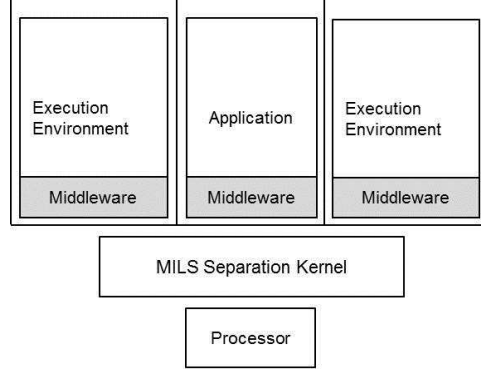 Execution
Environment
Application
Execution
Environment
Middleware
Middleware
Middleware
MILS Separation Kernel
Processor